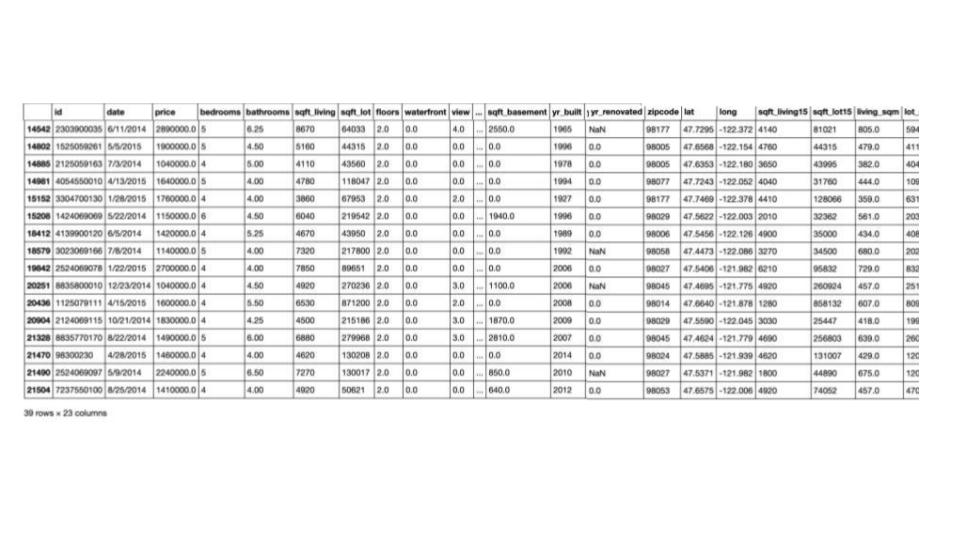 id date price bedrooms bathrooms sqft_living sqft_lot floors waterfront view ... sqft_basement yr_built yr_renovated zipcode lat long sqft_living15 sqft_lot15 living_sqm lot_
14542 2303900035 6/11/2014 2890000.0 5 6.25 8670 64033 2.0 0.0 4.0 ... 2550.0 1965 NaN 98177 47.7295 -122.372 4140 81021 805.0 594
14802 1525059261 5/5/2015 1900000.0 5 4.50 5160 44315 2.0 0.0 0.0 ... 0.0 1996 0.0 98005 47.6568 -122.154 4760 44315 479.0 411
14885 2125059163 7/3/2014 1040000.0 4 5.00 4110 43560 2.0 0.0 0.0 ... 0.0 1978 0.0 98005 47.6353 -122.180 3650 43995 382.0 404
14981 4054550010 4/13/2015 1640000.0 5 4.00 4780 118047 2.0 0.0 0.0 ... 0.0 1994 0.0 98077 47.7243 -122.052 4040 31760 444.0 109
15152 3304700130 1/28/2015 1760000.0 4 4.00 3860 67953 2.0 0.0 2.0 ... 0.0 1927 0.0 98177 47.7469 -122.378 4410 128066 359.0 631
15208 1424069069 5/22/2014 1150000.0 6 4.50 6040 219542 2.0 0.0 0.0 ... 1940.0 1996 0.0 98029 47.5622 -122.003 2010 32362 561.0 203
18412 4139900120 6/5/2014 1420000.0 4 5.25 4670 43950 2.0 0.0 0.0 ... 0.0 1989 0.0 98006 47.5456 -122.126 4900 35000 434.0 408
18579 3023069166 7/8/2014 1140000.0 5 4.00 7320 217800 2.0 0.0 0.0 ... 0.0 1992 NaN 98058 47.4473 -122.086 3270 34500 680.0 202
19842 2524069078 1/22/2015 2700000.0 4 4.00 7850 89651 2.0 0.0 0.0 ... 0.0 2006 0.0 98027 47.5406 -121.982 6210 95832 729.0 832
20251 8835800010 12/23/2014 1040000.0 4 4.50 4920 270236 2.0 0.0 3.0 ... 1100.0 2006 NaN 98045 47.4695 -121.775 4920 260924 457.0 251
20436 1125079111 4/15/2015 1600000.0 4 5.50 6530 871200 2.0 0.0 2.0 ... 0.0 2008 0.0 98014 47.6640 -121.878 1280 858132 607.0 809
20904 2124069115 10/21/2014 1830000.0 4 4.25 4500 215186 2.0 0.0 3.0 ... 1870.0 2009 0.0 98029 47.5590 -122.045 3030 25447 418.0 199
21328 8835770170 8/22/2014 1490000.0 5 6.00 6880 279968 2.0 0.0 3.0 ... 2810.0 2007 0.0 98045 47.4624 -121.779 4690 256803 639.0 260
21470 98300230 4/28/2015 1460000.0 4 4.00 4620 130208 2.0 0.0 0.0 ... 0.0 2014 0.0 98024 47.5885 -121.939 4620 131007 429.0 120
21490 2524069097 5/9/2014 2240000.0 5 6.50 7270 130017 2.0 0.0 0.0 ... 850.0 2010 NaN 98027 47.5371 -121.982 1800 44890 675.0 120
21504 7237550100 8/25/2014 1410000.0 4 4.00 4920 50621 2.0 0.0 0.0 ... 640.0 2012 0.0 98053 47.6575 -122.006 4920 74052 457.0 470
39 rows × 23 columns